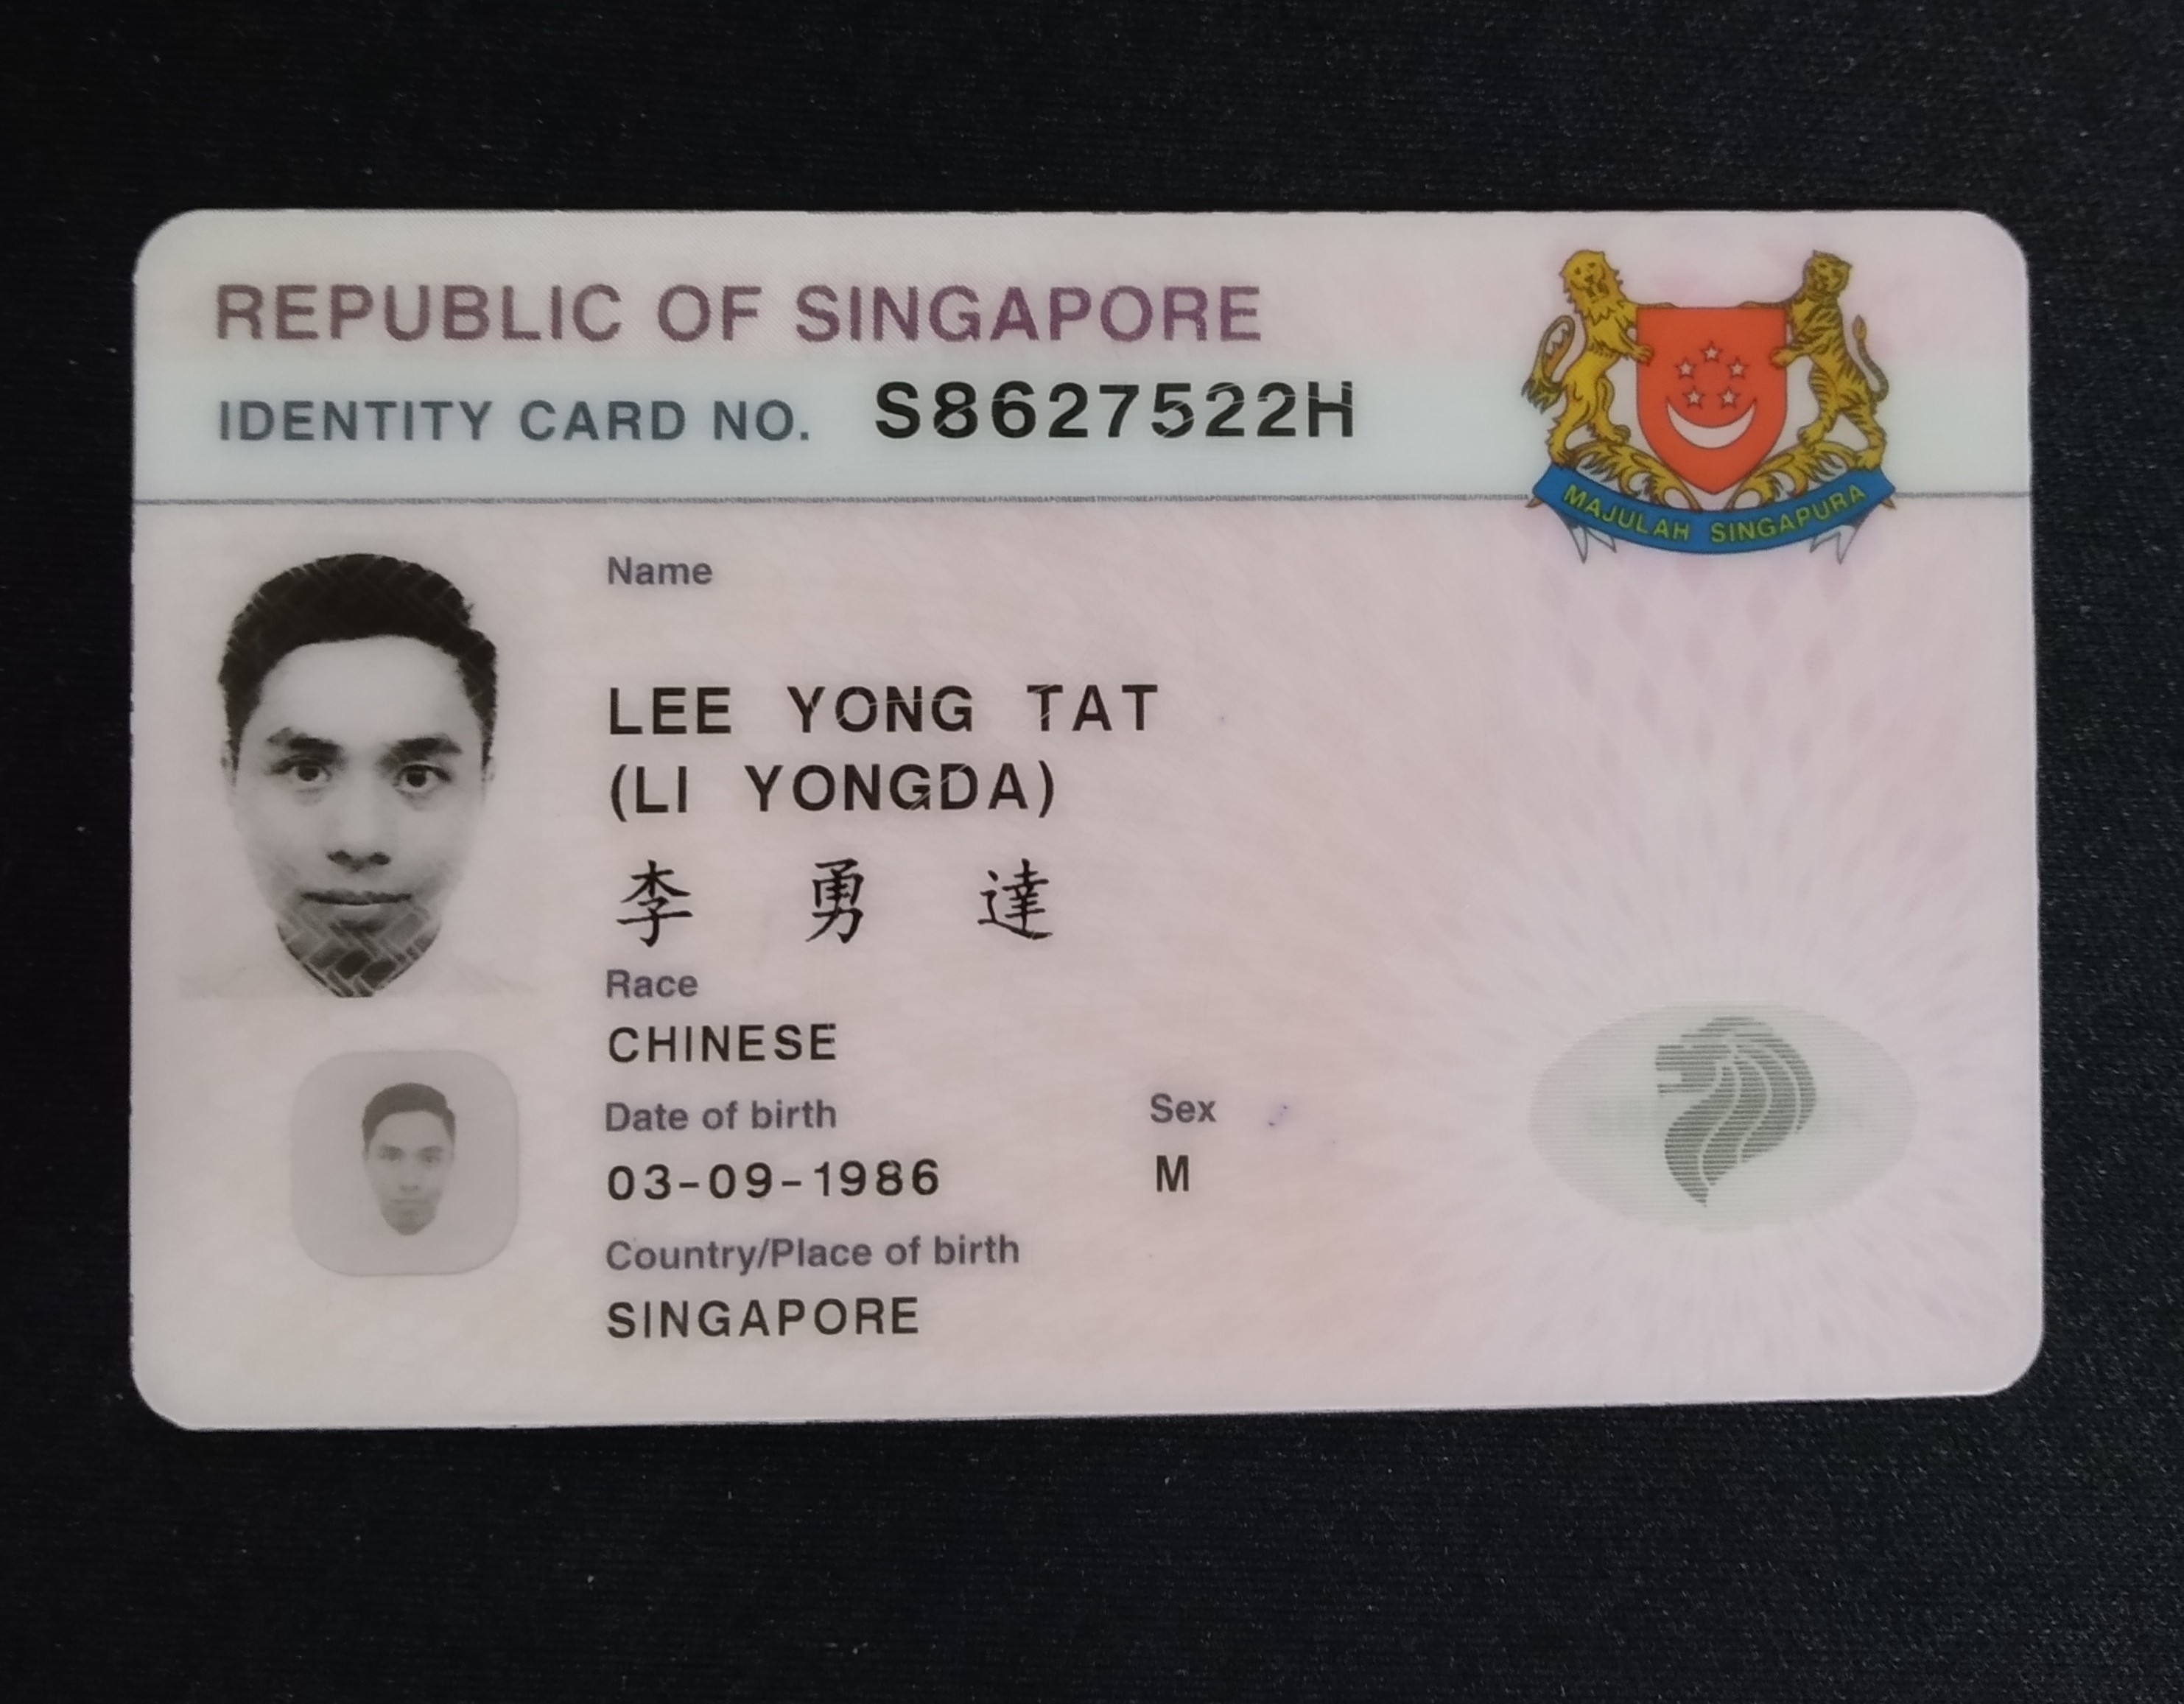 REPUBLIC OF SINGAPORE
IDENTITY CARD NO. S8627522H
MAJULAH SINGAPURA
Name
LEE YONG TAT
(LI YONGDA)
李 勇 達
Race
CHINESE
Date of birth Sex
03-09-1986 M
Country/Place of birth
SINGAPORE